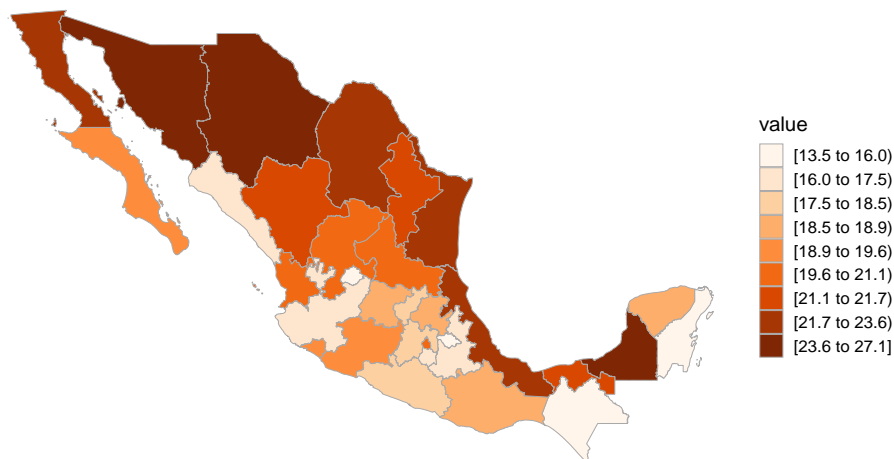 value
[13.5 to 16.0)
[16.0 to 17.5)
[17.5 to 18.5)
[18.5 to 18.9)
[18.9 to 19.6)
[19.6 to 21.1)
[21.1 to 21.7)
[21.7 to 23.6)
[23.6 to 27.1]